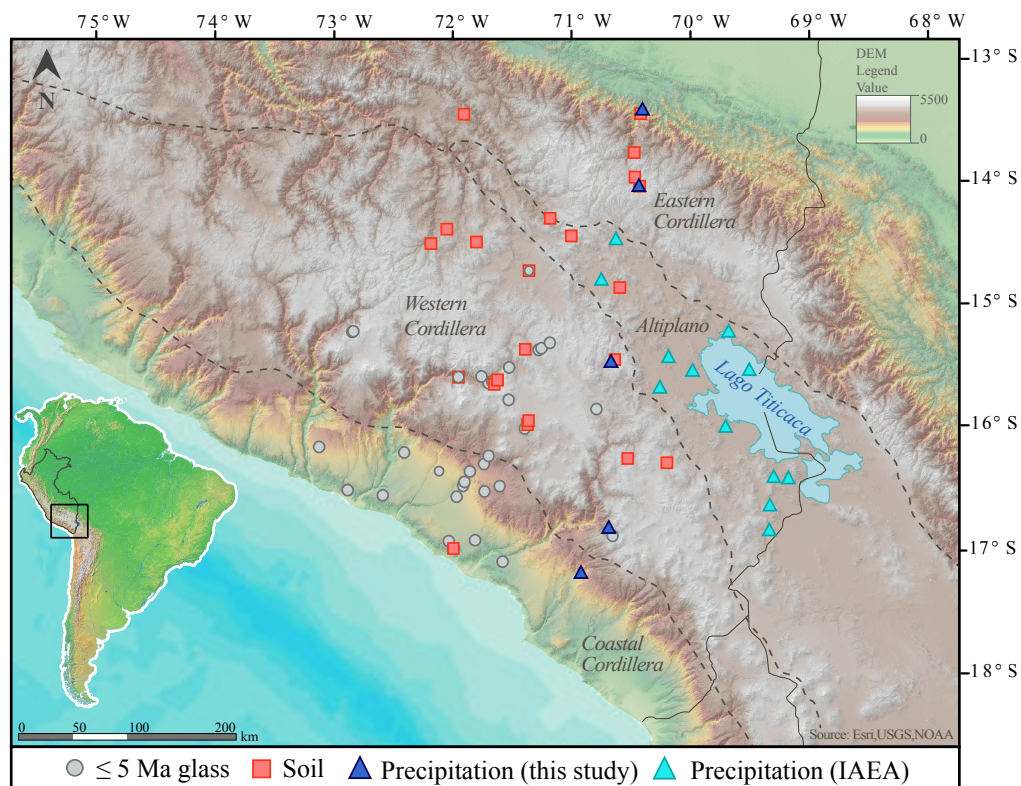 75° W 74° W 73° W 72° W 71° W 70° W 69° W 68° W
13° S
14° S
15° S
16° S
17° S
18° S
N
DEM
Legend
Value
5500
0
Eastern
Cordillera
Western
Cordillera
Altiplano
Lago Titicaca
Coastal
Cordillera
0 50 100 200
km
Source: Esri,USGS,NOAA
≤ 5 Ma glass Soil Precipitation (this study) Precipitation (IAEA)